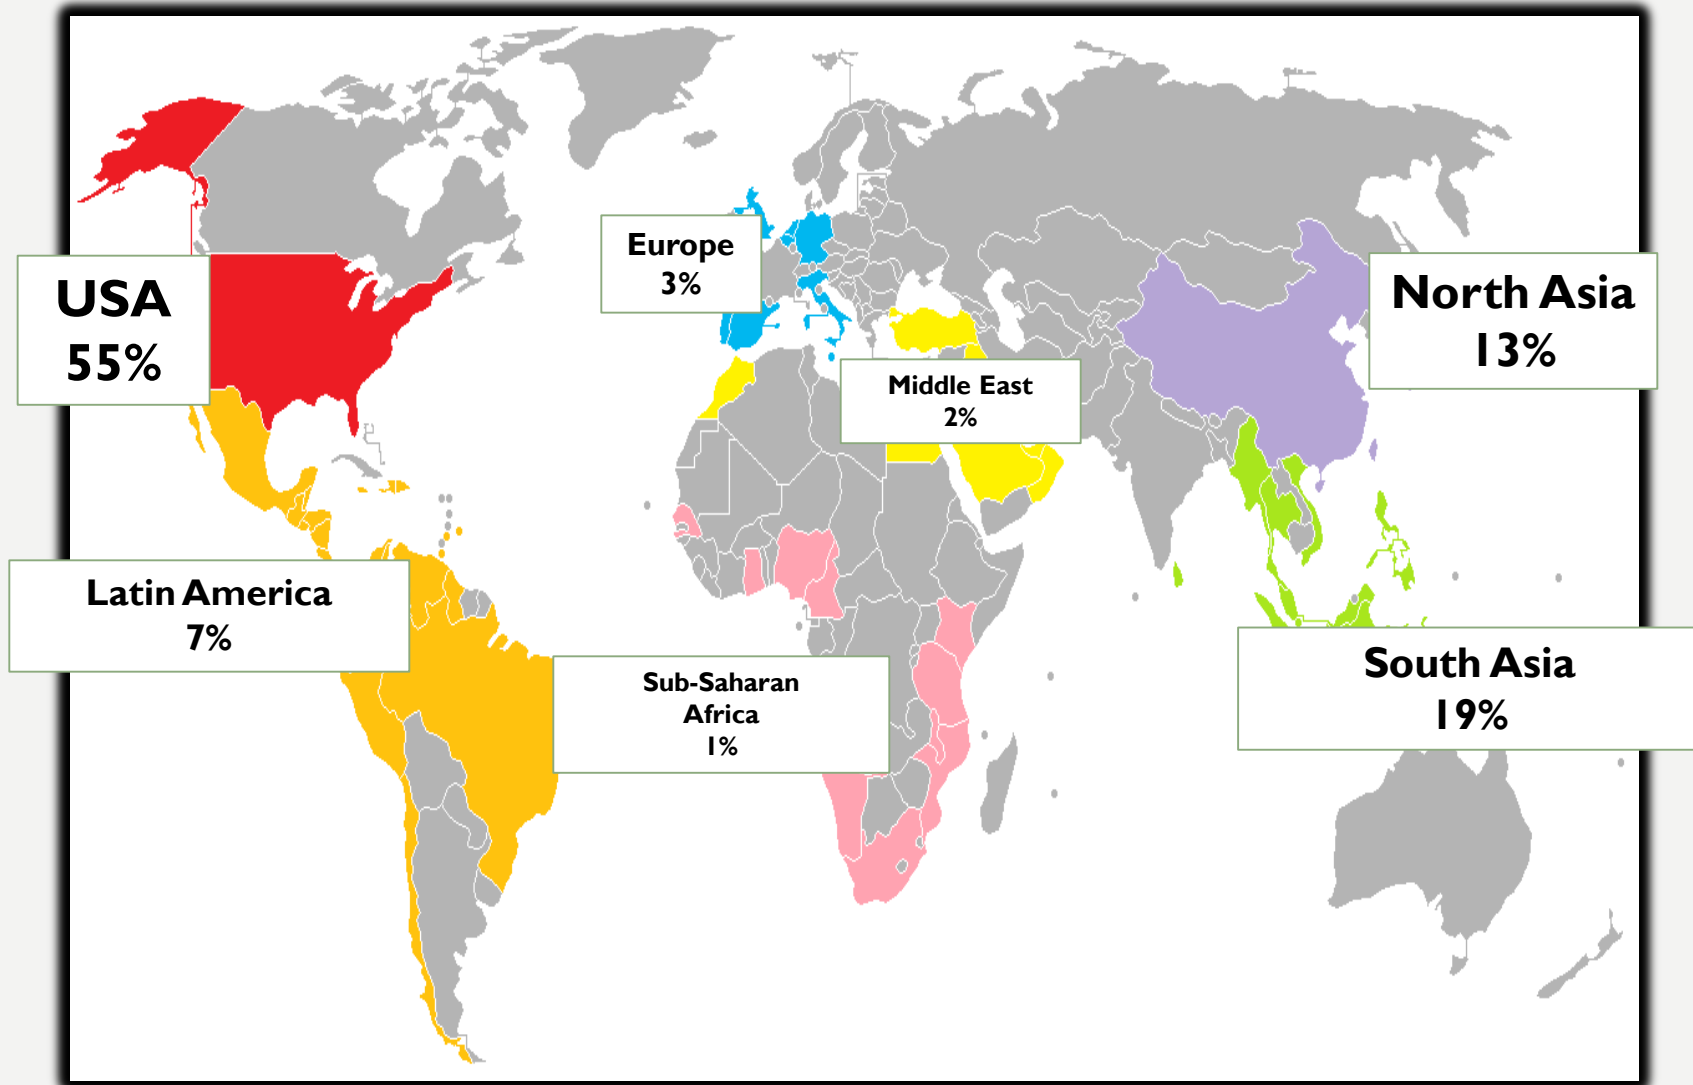 USA
55%
Europe
3%
North Asia
13%
Middle East
2%
Latin America
7%
Sub-Saharan
Africa
1%
South Asia
19%